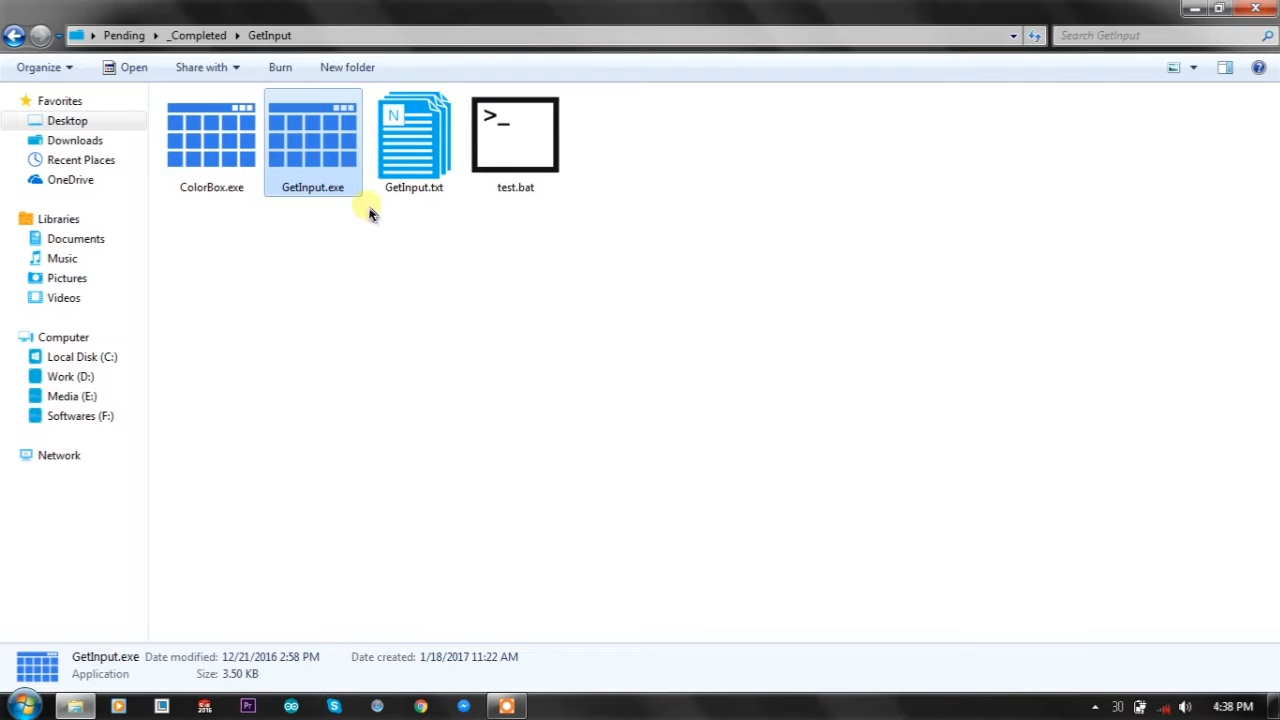 Pending
_Completed
GetInput
Search GetInput
Organize
Open
Share with
Burn
New folder
Favorites
Desktop
Downloads
Recent Places
OneDrive
Libraries
Documents
Music
Pictures
Videos
Computer
Local Disk (C:)
Work (D:)
Media (E:)
Softwares (F:)
Network
ColorBox.exe
GetInput.exe
N
GetInput.txt
>_
test.bat
GetInput.exe Date modified: 12/21/2016 2:58 PM Date created: 1/18/2017 11:22 AM
Application Size: 3.50 KB
2016
Pr
30
4:38 PM